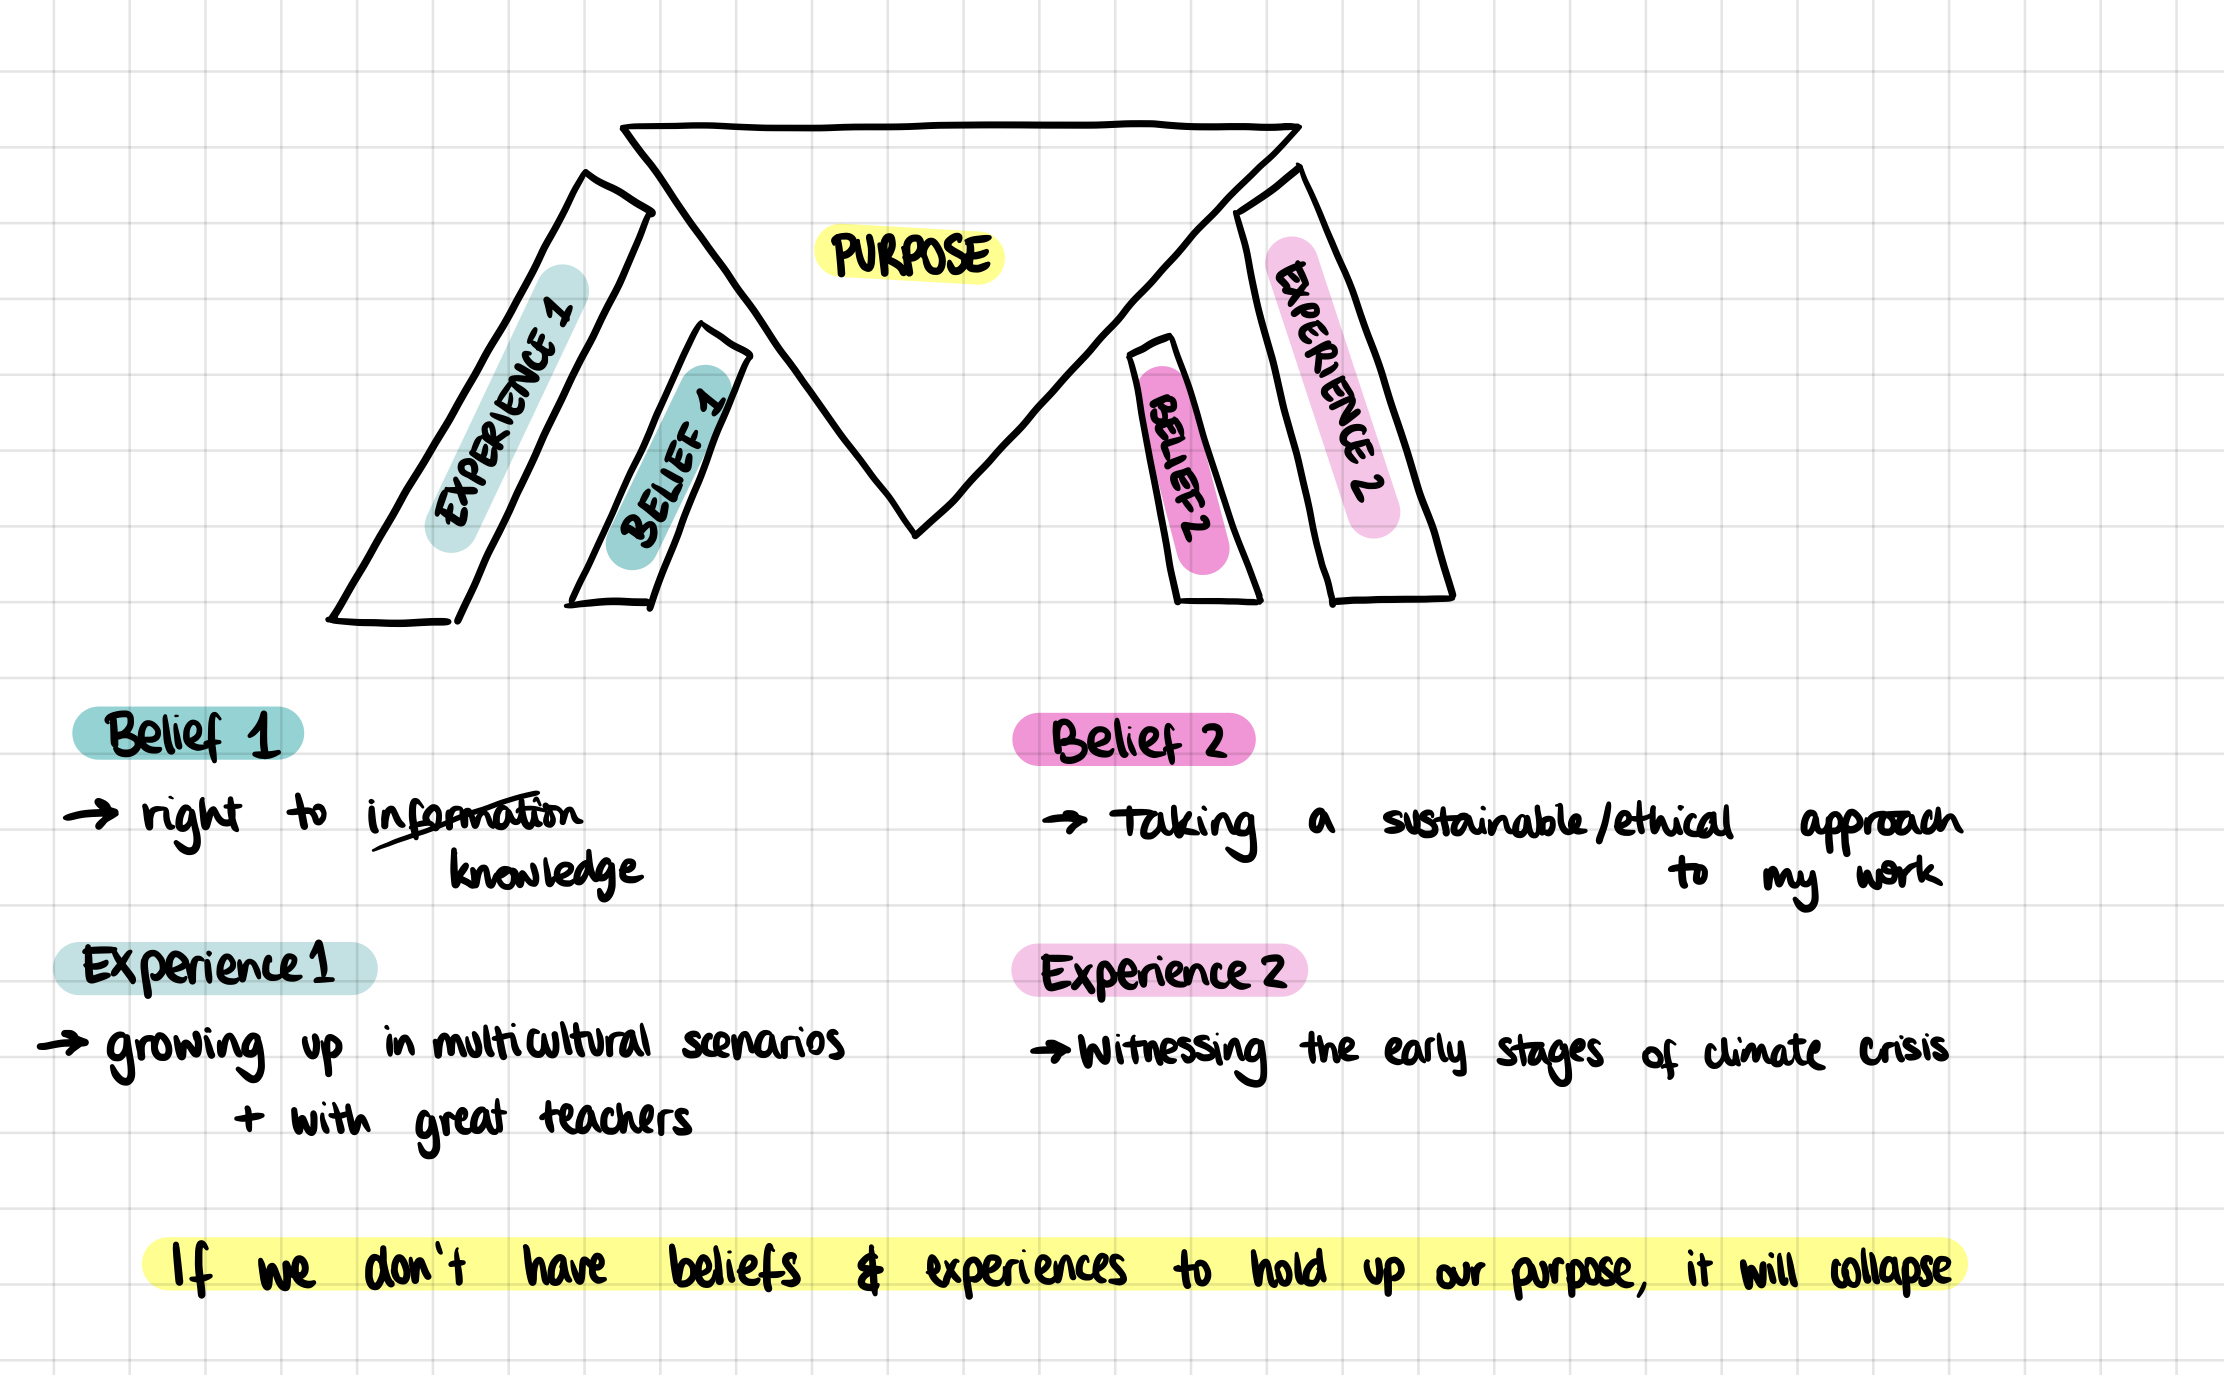 PURPOSE
EXPERIENCE 1
BELIEF 1
BELIEF 2
EXPERIENCE 2
Belief 1
→ right to information
knowledge
Experience 1
→ growing up in multicultural scenarios
+ with great teachers
Belief 2
→ Taking a sustainable/ethical approach
to my work
Experience 2
→ Witnessing the early stages of climate crisis
If we don't have beliefs & experiences to hold up our purpose, it will collapse